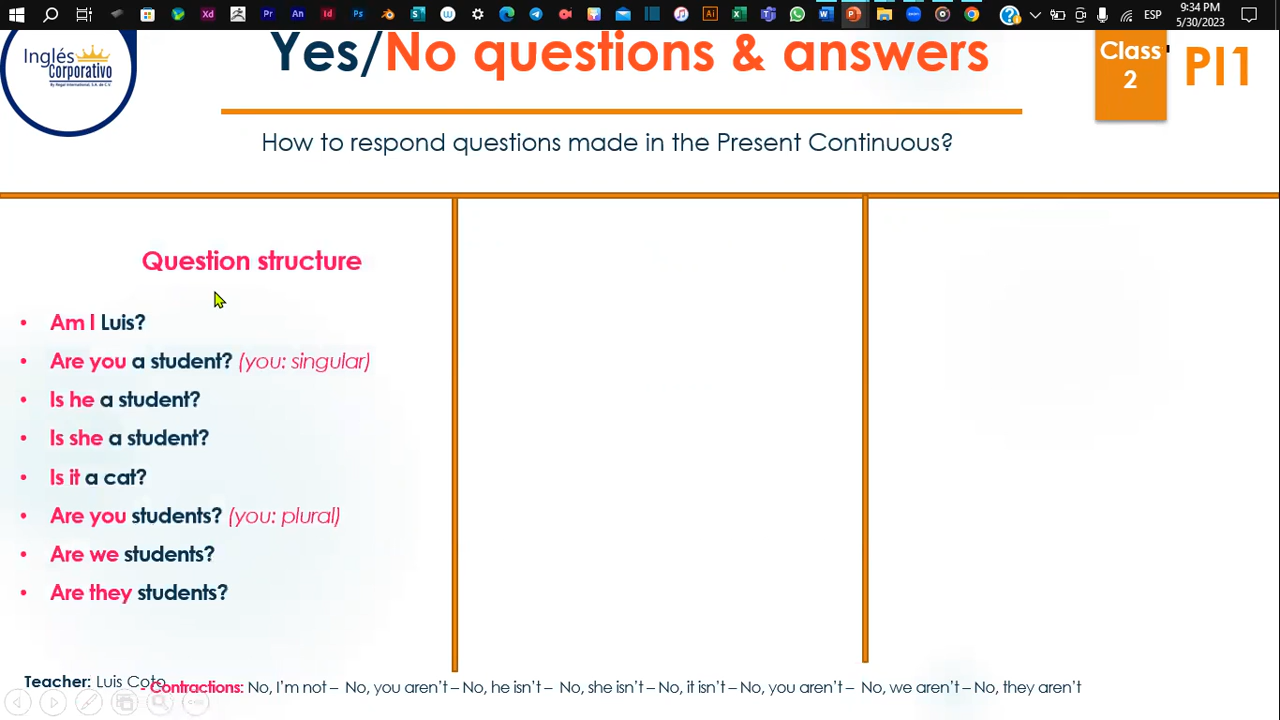 9:34 PM
ESP
5/30/2023
Inglés
Corporativo
Yes/No questions & answers
Class
2
PI1
How to respond questions made in the Present Continuous?
Question structure
• Am I Luis?
• Are you a student? (you: singular)
• Is he a student?
• Is she a student?
• Is it a cat?
• Are you students? (you: plural)
• Are we students?
• Are they students?
Teacher: Luis Coto
- Contractions: No, I'm not – No, you aren't – No, he isn't – No, she isn't – No, it isn't – No, you aren't – No, we aren't – No, they aren't